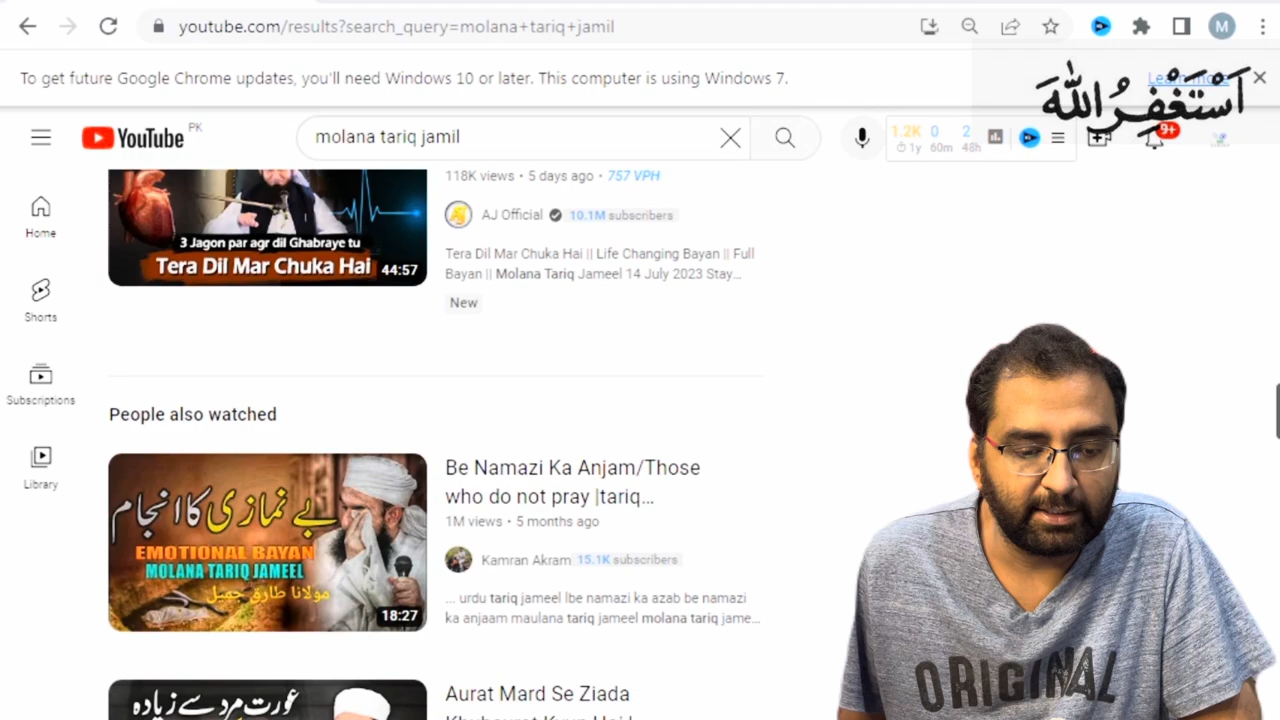 youtube.com/results?search_query=molana+tariq+jamil
M
To get future Google Chrome updates, you'll need Windows 10 or later. This computer is using Windows 7.
Learn more
اَسْتَغْفِرُاللّٰهَ
YouTube PK
molana tariq jamil
1.2K 0 2
1y 60m 48h
9+
Home
Shorts
Subscriptions
Library
3 Jagon par agr dil Ghabraye tu
Tera Dil Mar Chuka Hai
44:57
118K views • 5 days ago • 757 VPH
AJ Official 10.1M subscribers
Tera Dil Mar Chuka Hai || Life Changing Bayan || Full
Bayan || Molana Tariq Jameel 14 July 2023 Stay...
New
People also watched
بے نمازی کا انجام
EMOTIONAL BAYAN
MOLANA TARIQ JAMEEL
مولانا طارق جمیل
18:27
Be Namazi Ka Anjam/Those
who do not pray |tariq...
1M views • 5 months ago
Kamran Akram 15.1K subscribers
... urdu tariq jameel lbe namazi ka azab be namazi
ka anjaam maulana tariq jameel molana tariq jame...
عورت مرد سے زیادہ
Aurat Mard Se Ziada
ORIGINAL